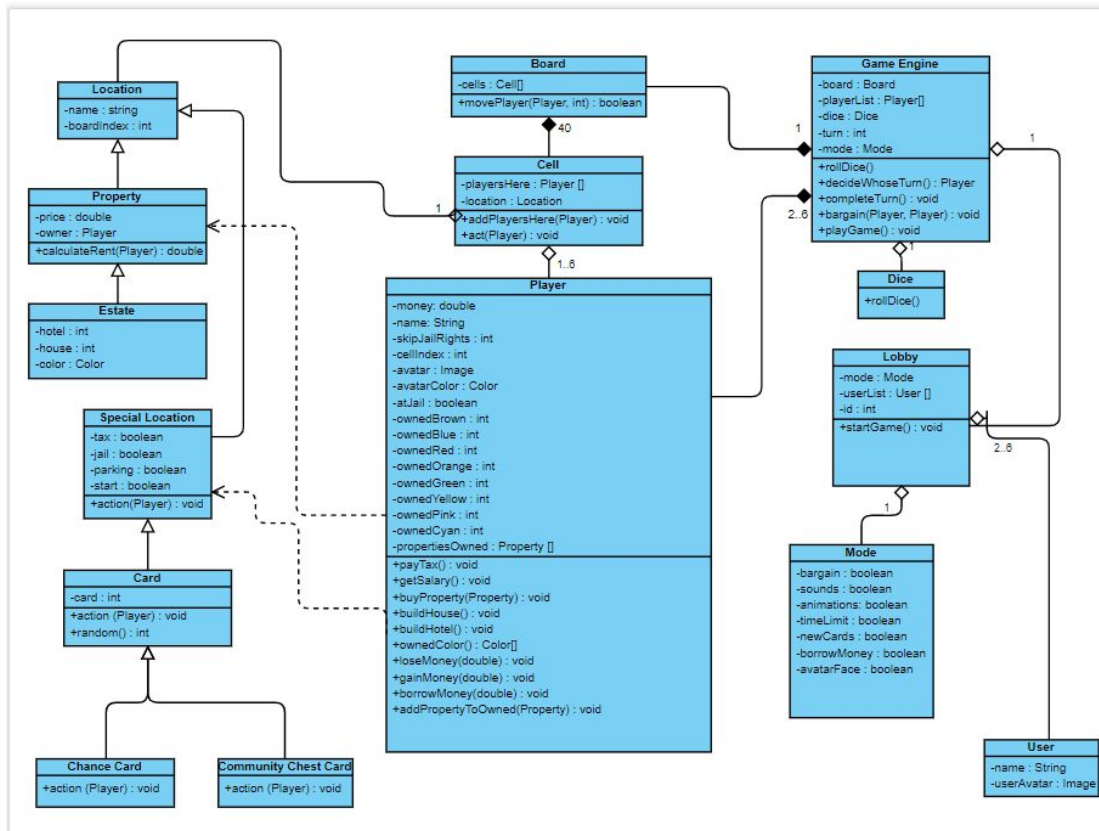 Location
-name : string
-boardIndex : int
Property
-price : double
-owner : Player
+calculateRent(Player) : double
Estate
-hotel : int
-house : int
-color : Color
Special Location
-tax : boolean
-jail : boolean
-parking : boolean
-start : boolean
+action(Player) : void
Card
-card : int
+action (Player) : void
+random() : int
Chance Card
+action (Player) : void
Community Chest Card
+action (Player) : void
Board
-cells : Cell[]
+movePlayer(Player, int) : boolean
40
Cell
-playersHere : Player []
-location : Location
+addPlayersHere(Player) : void
+act(Player) : void
1
1..6
Player
-money: double
-name: String
-skipJailRights : int
-cellIndex : int
-avatar : Image
-avatarColor : Color
-atJail : boolean
-ownedBrown : int
-ownedBlue : int
-ownedRed : int
-ownedOrange : int
-ownedGreen : int
-ownedYellow : int
-ownedPink : int
-ownedCyan : int
-propertiesOwned : Property []
+payTax() : void
+getSalary() : void
+buyProperty(Property) : void
+buildHouse() : void
+buildHotel() : void
+ownedColor() : Color[]
+loseMoney(double) : void
+gainMoney(double) : void
+borrowMoney(double) : void
+addPropertyToOwned(Property) : void
Game Engine
-board : Board
-playerList : Player[]
-dice : Dice
-turn : int
-mode : Mode
+rollDice()
+decideWhoseTurn() : Player
+completeTurn() : void
+bargain(Player, Player) : void
+playGame() : void
1
2..6
1
1
Dice
+rollDice()
Lobby
-mode : Mode
-userList : User []
-id : int
+startGame() : void
2..6
1
Mode
-bargain : boolean
-sounds : boolean
-animations: boolean
-timeLimit : boolean
-newCards : boolean
-borrowMoney : boolean
-avatarFace : boolean
User
-name : String
-userAvatar : Image